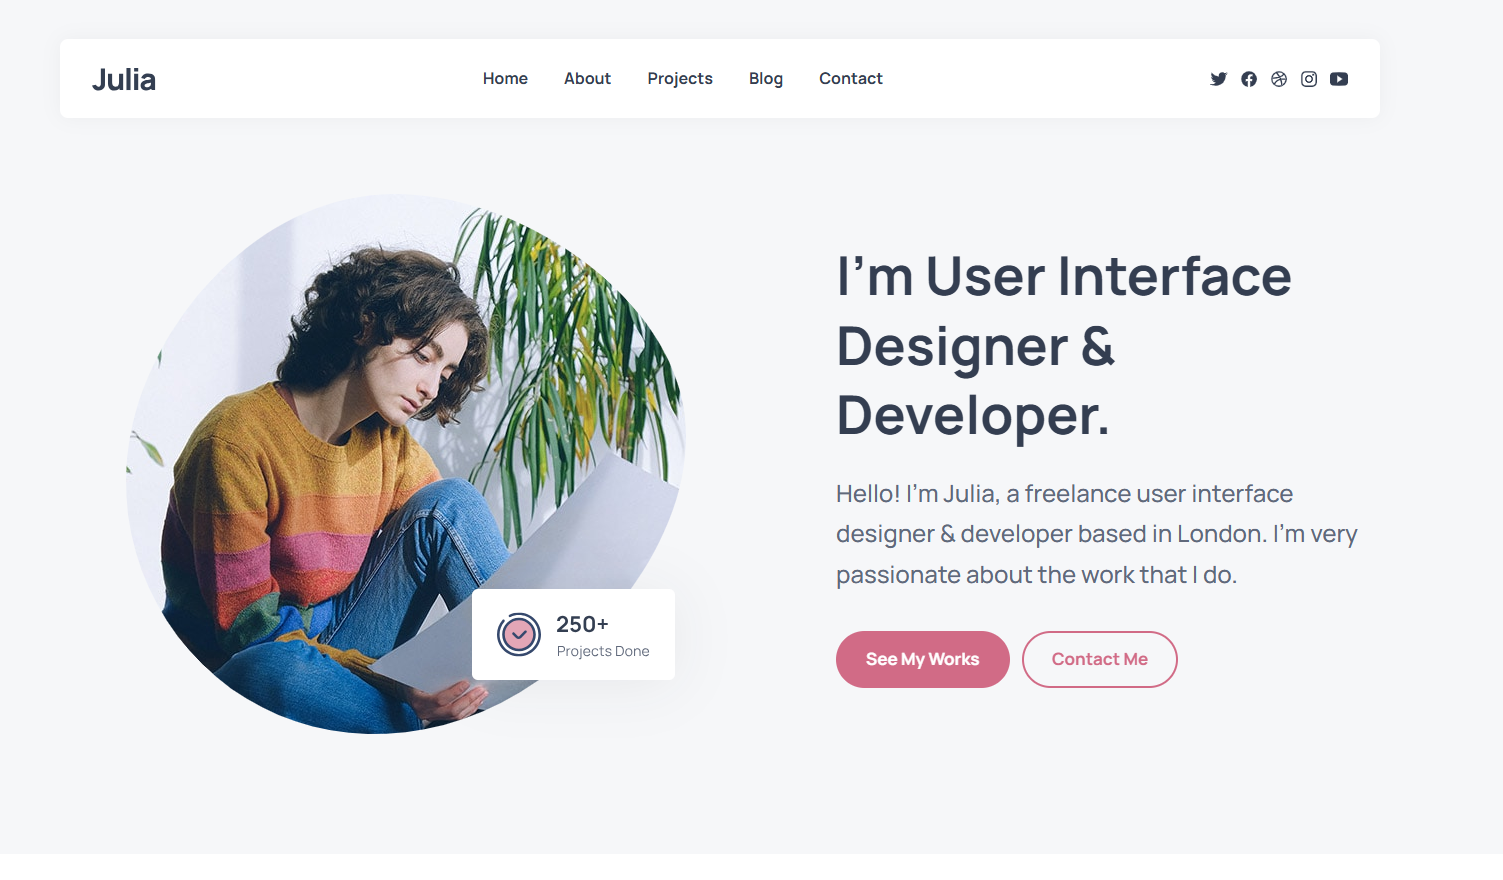 Julia
Home About Projects Blog Contact
I'm User Interface
Designer &
Developer.
Hello! I'm Julia, a freelance user interface
designer & developer based in London. I'm very
passionate about the work that I do.
250+
Projects Done
See My Works
Contact Me